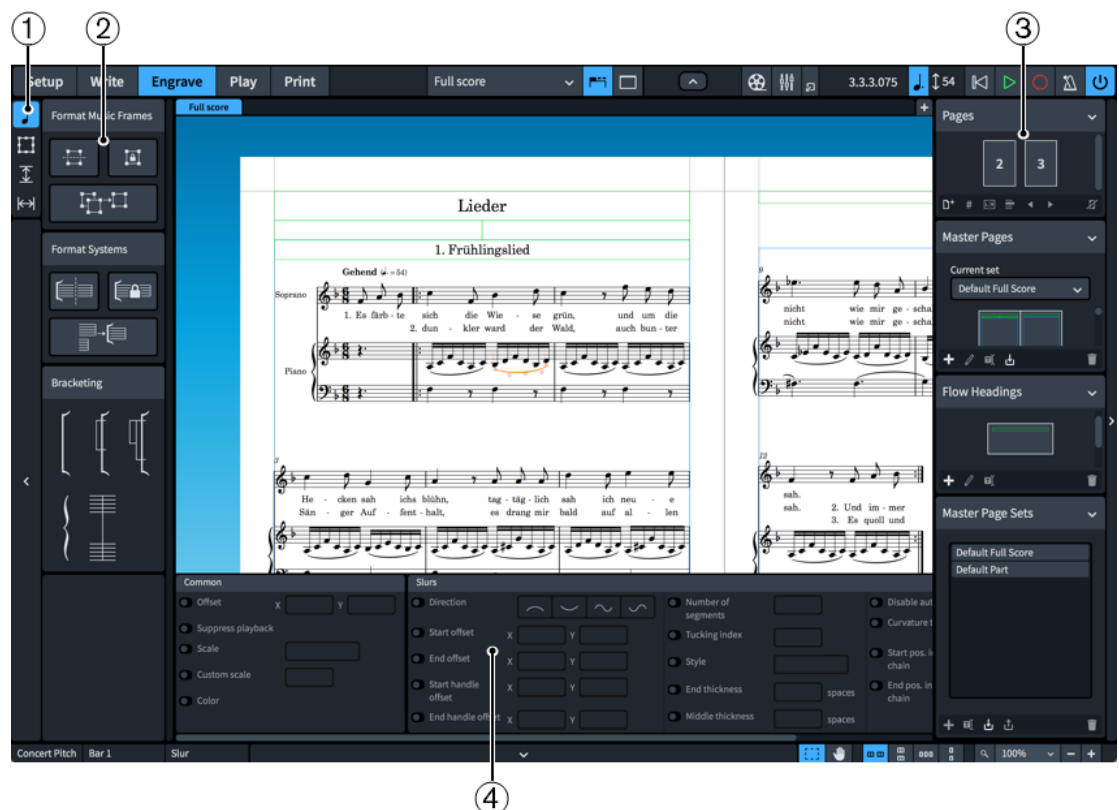 ① ② ③
Setup Write Engrave Play Print Full score 3.3.3.075 54
Full score
Format Music Frames
Format Systems
Bracketing
Lieder
1. Frühlingslied
Gehend (♩. = 54)
Soprano
1. Es färb - te sich die Wie - se grün, und um die
2. dun - kler ward der Wald, auch bun - ter
Piano
3
He - cken sah ichs blühn, tag - täg - lich sah ich neu - e
Sän - ger Auf - fent - halt, es drang mir bald auf al - len
9
nicht wie mir ge - scha
nicht wie mir ge - scha
12
sah.
sah. 2. Und im - mer
3. Es quoll und
Pages
2 3
Master Pages
Current set
Default Full Score
Flow Headings
Master Page Sets
Default Full Score
Default Part
Common
Offset X Y
Suppress playback
Scale
Custom scale
Color
Slurs
Direction
Start offset X Y
End offset X Y
Start handle
offset X Y
End handle offset X Y
Number of
segments
Tucking index
Style
End thickness spaces
Middle thickness spaces
Disable aut
Curvature t
Start pos. in
chain
End pos. in
chain
Concert Pitch Bar 1 Slur 100%
④